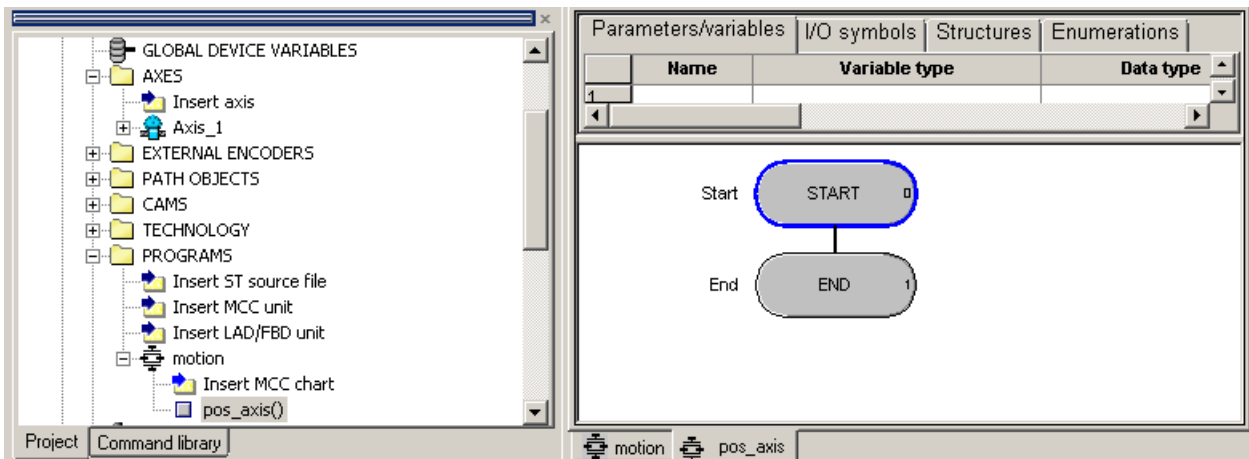 GLOBAL DEVICE VARIABLES
AXES
Insert axis
Axis_1
EXTERNAL ENCODERS
PATH OBJECTS
CAMS
TECHNOLOGY
PROGRAMS
Insert ST source file
Insert MCC unit
Insert LAD/FBD unit
motion
Insert MCC chart
pos_axis()
Project Command library
Parameters/variables I/O symbols Structures Enumerations
Name Variable type Data type
1
Start START 0
End END 1
motion pos_axis